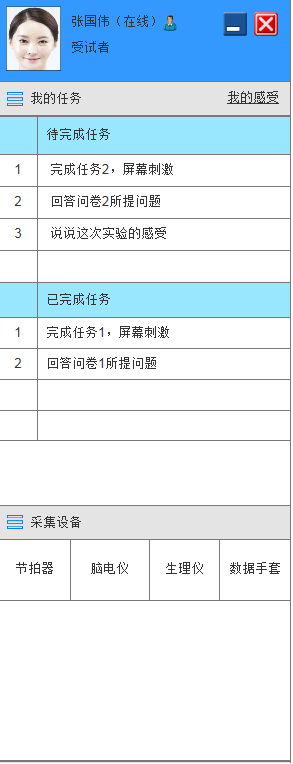 张国伟（在线）
受试者
我的任务 我的感受
待完成任务
1 完成任务2，屏幕刺激
2 回答问卷2所提问题
3 说说这次实验的感受
已完成任务
1 完成任务1，屏幕刺激
2 回答问卷1所提问题
采集设备
节拍器 脑电仪 生理仪 数据手套